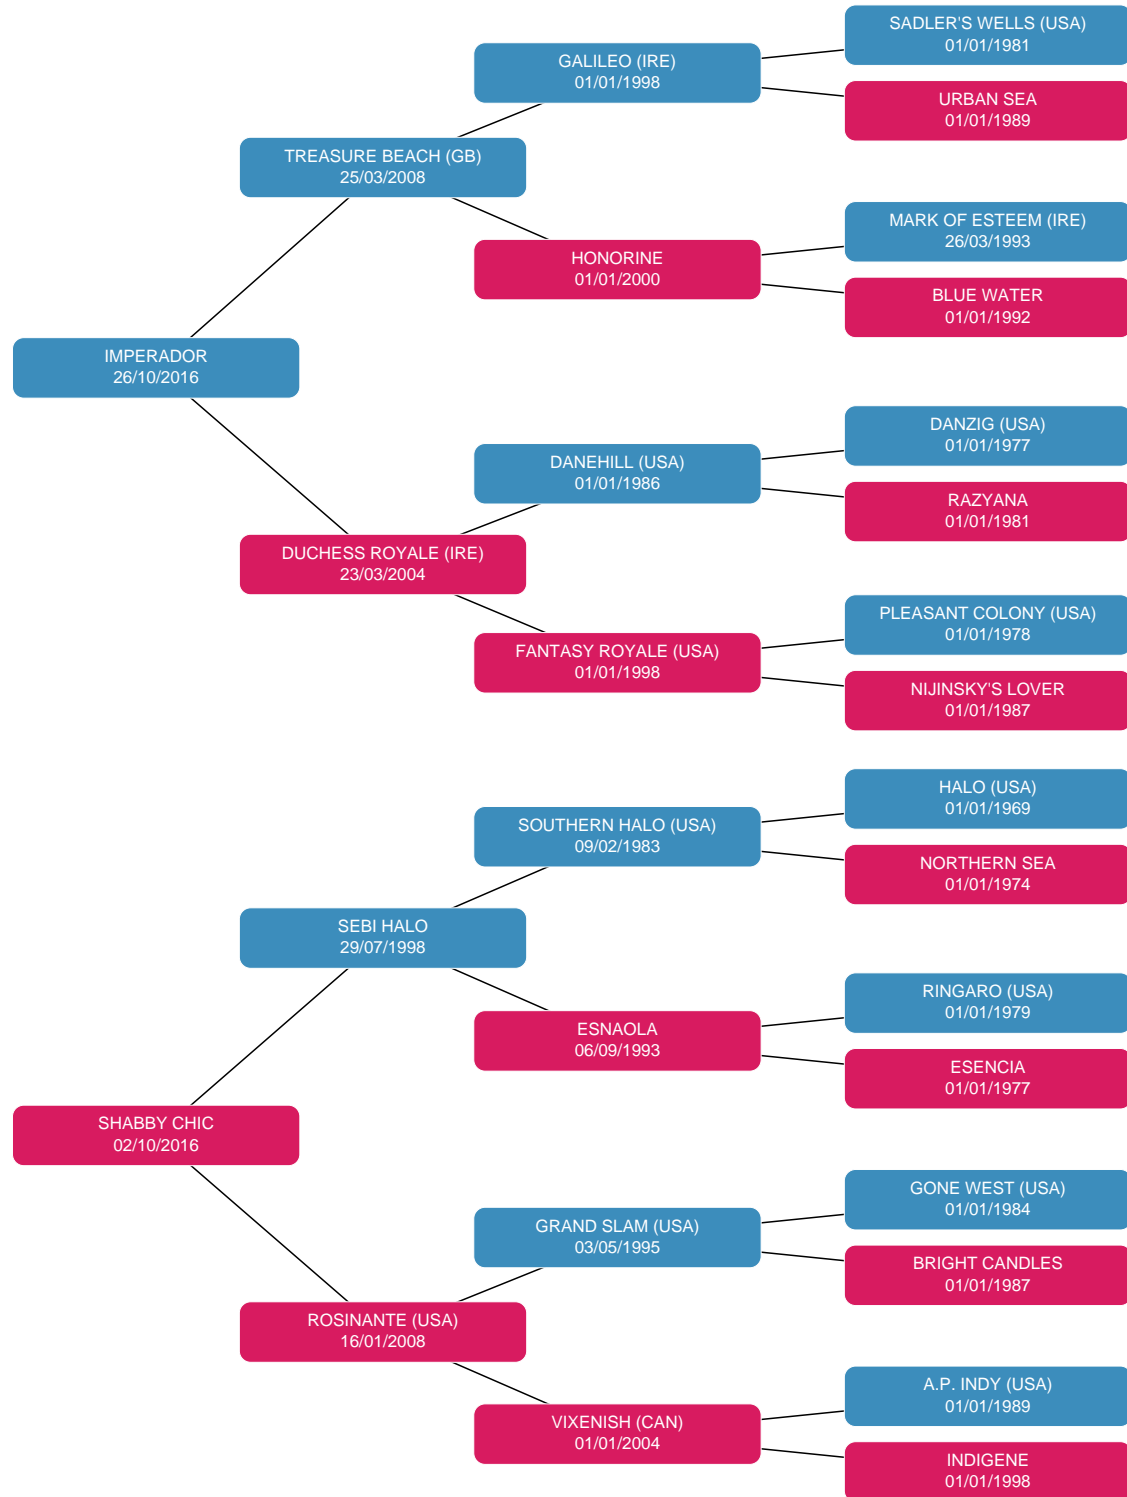 SADLER'S WELLS (USA)
01/01/1981
GALILEO (IRE)
01/01/1998
URBAN SEA
01/01/1989
TREASURE BEACH (GB)
25/03/2008
MARK OF ESTEEM (IRE)
26/03/1993
HONORINE
01/01/2000
BLUE WATER
01/01/1992
IMPERADOR
26/10/2016
DANZIG (USA)
01/01/1977
DANEHILL (USA)
01/01/1986
RAZYANA
01/01/1981
DUCHESS ROYALE (IRE)
23/03/2004
PLEASANT COLONY (USA)
01/01/1978
FANTASY ROYALE (USA)
01/01/1998
NIJINSKY'S LOVER
01/01/1987
HALO (USA)
01/01/1969
SOUTHERN HALO (USA)
09/02/1983
NORTHERN SEA
01/01/1974
SEBI HALO
29/07/1998
RINGARO (USA)
01/01/1979
ESNAOLA
06/09/1993
ESENCIA
01/01/1977
SHABBY CHIC
02/10/2016
GONE WEST (USA)
01/01/1984
GRAND SLAM (USA)
03/05/1995
BRIGHT CANDLES
01/01/1987
ROSINANTE (USA)
16/01/2008
A.P. INDY (USA)
01/01/1989
VIXENISH (CAN)
01/01/2004
INDIGENE
01/01/1998